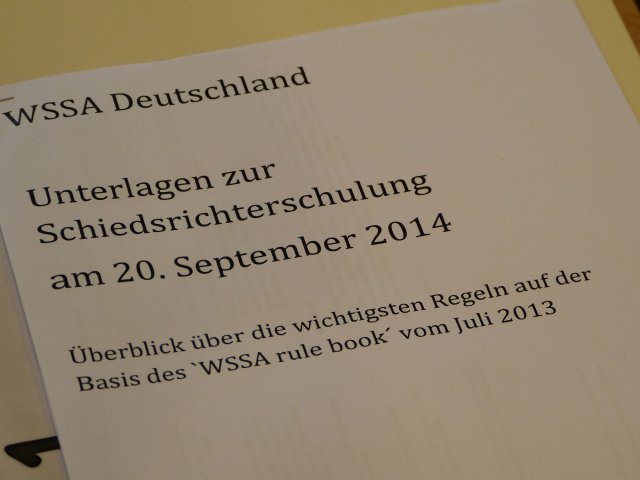 WSSA Deutschland
Unterlagen zur
Schiedsrichterschulung
am 20. September 2014
Überblick über die wichtigsten Regeln auf der
Basis des `WSSA rule book´ vom Juli 2013
1